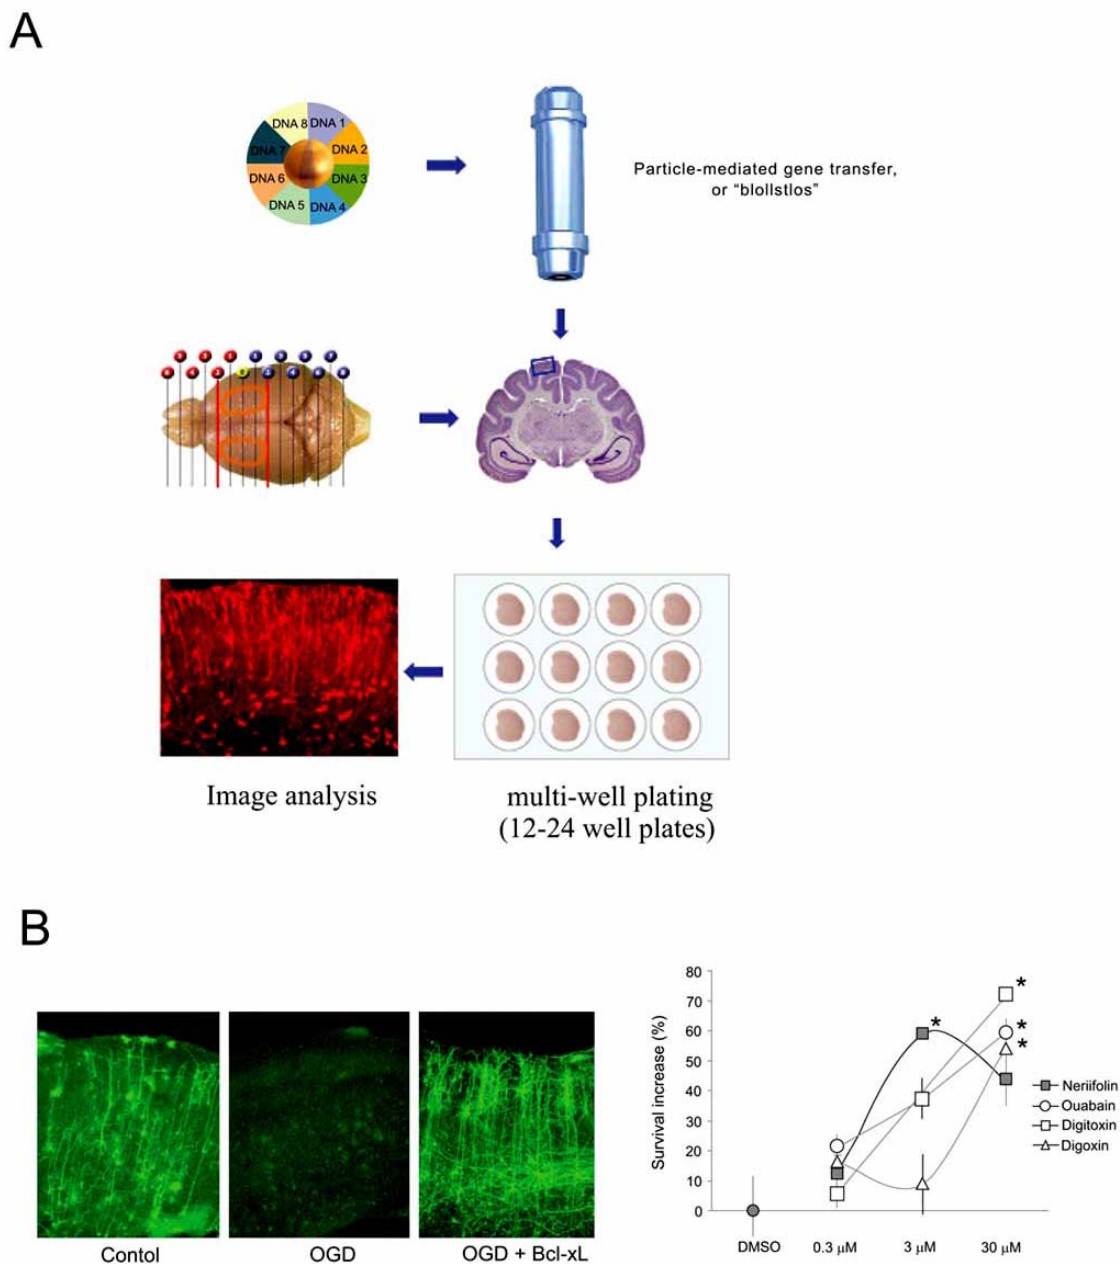 A
DNA 8 DNA 1
DNA 7 DNA 2
DNA 6 DNA 3
DNA 5 DNA 4
Particle-mediated gene transfer,
or “blollstlos”
Image analysis
multi-well plating
(12-24 well plates)
B
Contol
OGD
OGD + Bcl-xL
Survival increase (%)
80
70
60
50
40
30
20
10
0
*
*
*
*
DMSO
0.3 μM
3 μM
30 μM
Neriifolin
Ouabain
Digitoxin
Digoxin